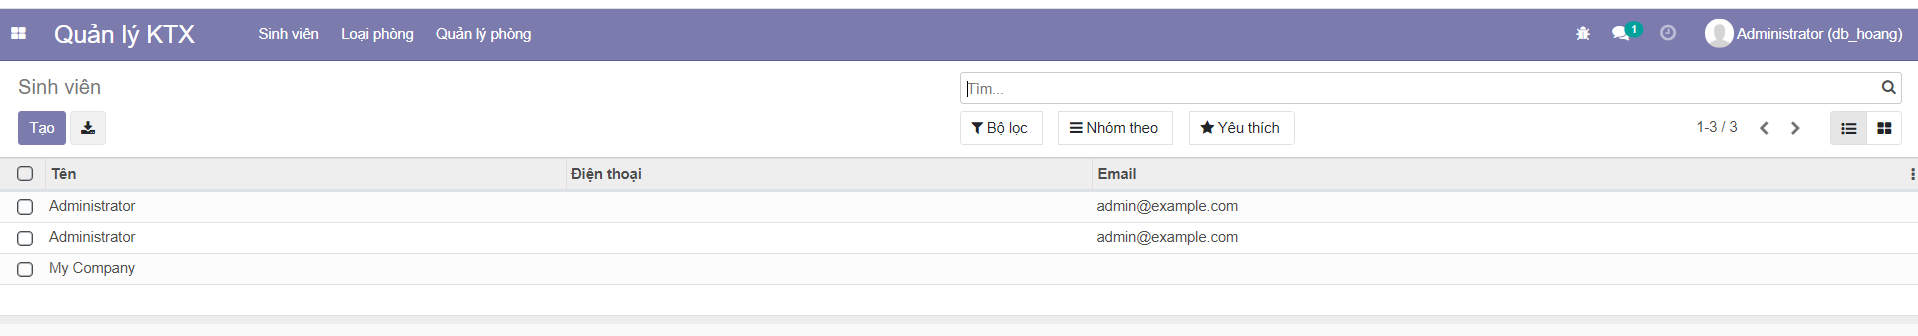 Quản lý KTX Sinh viên Loại phòng Quản lý phòng 1 Administrator (db_hoang)
Sinh viên Tìm...
Tạo Bộ lọc Nhóm theo Yêu thích 1-3 / 3
Tên Điện thoại Email
Administrator admin@example.com
Administrator admin@example.com
My Company